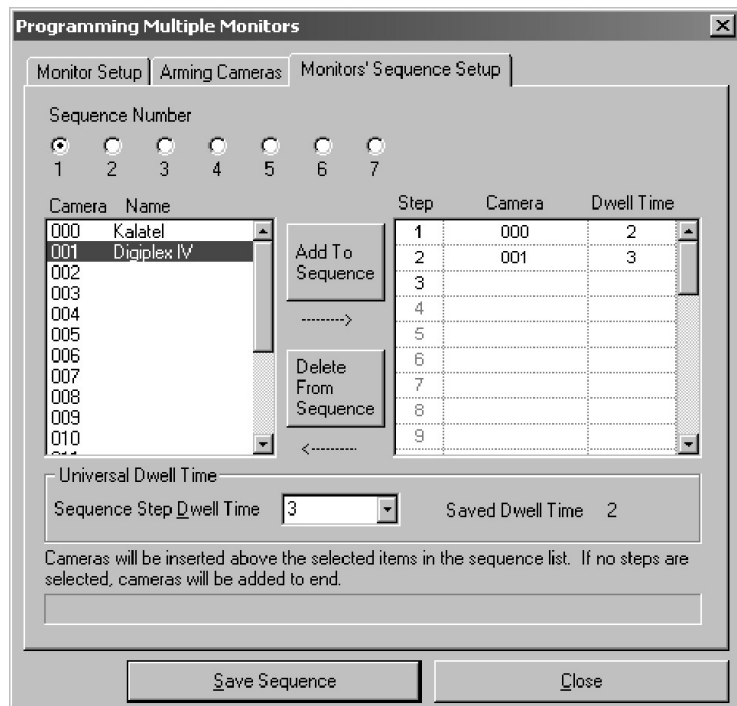 Programming Multiple Monitors
Monitor Setup Arming Cameras Monitors' Sequence Setup
Sequence Number
1 2 3 4 5 6 7
Camera Name
000 Kalatel
001 Digiplex IV
002
003
004
005
006
007
008
009
010
Add To
Sequence
--------->
Delete
From
Sequence
<---------
Step Camera Dwell Time
1 000 2
2 001 3
3
4
5
6
7
8
9
Universal Dwell Time
Sequence Step Dwell Time 3 Saved Dwell Time 2
Cameras will be inserted above the selected items in the sequence list. If no steps are
selected, cameras will be added to end.
Save Sequence Close